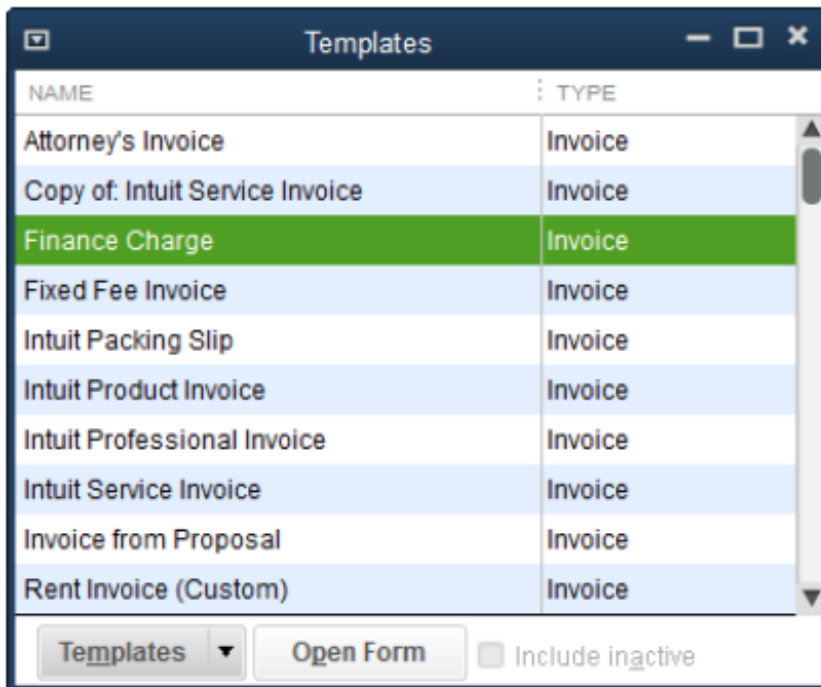 Templates
NAME TYPE
Attorney's Invoice Invoice
Copy of: Intuit Service Invoice Invoice
Finance Charge Invoice
Fixed Fee Invoice Invoice
Intuit Packing Slip Invoice
Intuit Product Invoice Invoice
Intuit Professional Invoice Invoice
Intuit Service Invoice Invoice
Invoice from Proposal Invoice
Rent Invoice (Custom) Invoice
Templates Open Form Include inactive